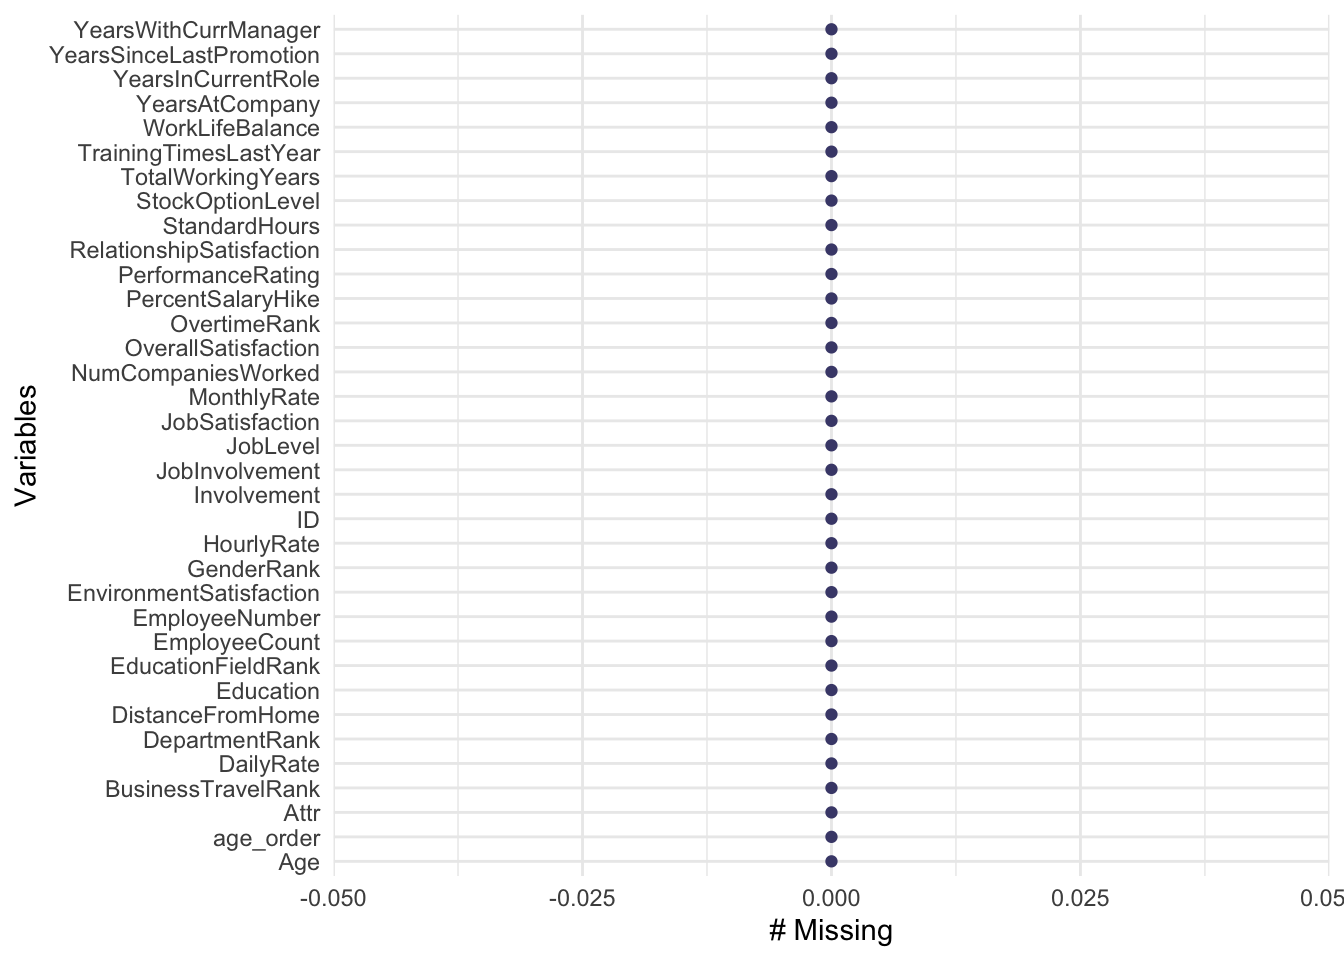 YearsWithCurrManager
YearsSinceLastPromotion
YearsInCurrentRole
YearsAtCompany
WorkLifeBalance
TrainingTimesLastYear
TotalWorkingYears
StockOptionLevel
StandardHours
RelationshipSatisfaction
PerformanceRating
PercentSalaryHike
OvertimeRank
OverallSatisfaction
NumCompaniesWorked
MonthlyRate
JobSatisfaction
JobLevel
JobInvolvement
Involvement
ID
HourlyRate
GenderRank
EnvironmentSatisfaction
EmployeeNumber
EmployeeCount
EducationFieldRank
Education
DistanceFromHome
DepartmentRank
DailyRate
BusinessTravelRank
Attr
age_order
Age
Variables
-0.050 -0.025 0.000 0.025 0.05
# Missing